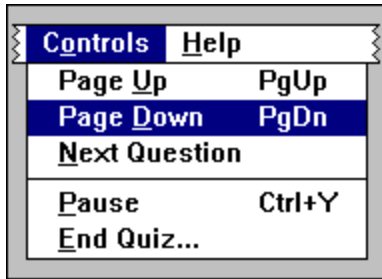 Controls Help
Page Up PgUp
Page Down PgDn
Next Question
Pause Ctrl+Y
End Quiz...